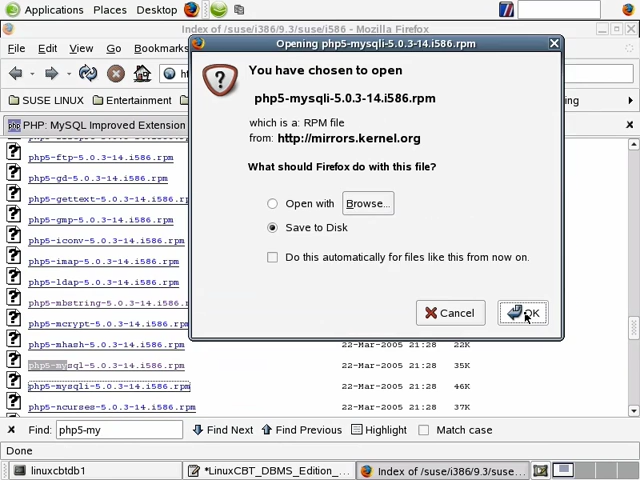 Applications Places Desktop
Index of /suse/i386/9.3/suse/i586 - Mozilla Firefox
File Edit View Go Bookmarks
Opening php5-mysqli-5.0.3-14.i586.rpm
You have chosen to open
php5-mysqli-5.0.3-14.i586.rpm
which is a: RPM file
from: http://mirrors.kernel.org
What should Firefox do with this file?
Open with Browse...
Save to Disk
Do this automatically for files like this from now on.
Cancel OK
SUSE LINUX Entertainment
PHP: MySQL Improved Extension
php5-ftp-5.0.3-14.i586.rpm
php5-gd-5.0.3-14.i586.rpm
php5-gettext-5.0.3-14.i586.rpm
php5-gmp-5.0.3-14.i586.rpm
php5-iconv-5.0.3-14.i586.rpm
php5-imap-5.0.3-14.i586.rpm
php5-ldap-5.0.3-14.i586.rpm
php5-mbstring-5.0.3-14.i586.r
php5-mcrypt-5.0.3-14.i586.rpm
php5-mhash-5.0.3-14.i586.rpm 22-Mar-2005 21:28 22K
php5-mysql-5.0.3-14.i586.rpm 22-Mar-2005 21:28 35K
php5-mysqli-5.0.3-14.i586.rpm 22-Mar-2005 21:28 46K
php5-ncurses-5.0.3-14.i586.rpm 22-Mar-2005 21:28 37K
Find: php5-my Find Next Find Previous Highlight Match case
Done
linuxcbtdb1 *LinuxCBT_DBMS_Edition_... Index of /suse/i386/9.3/suse...